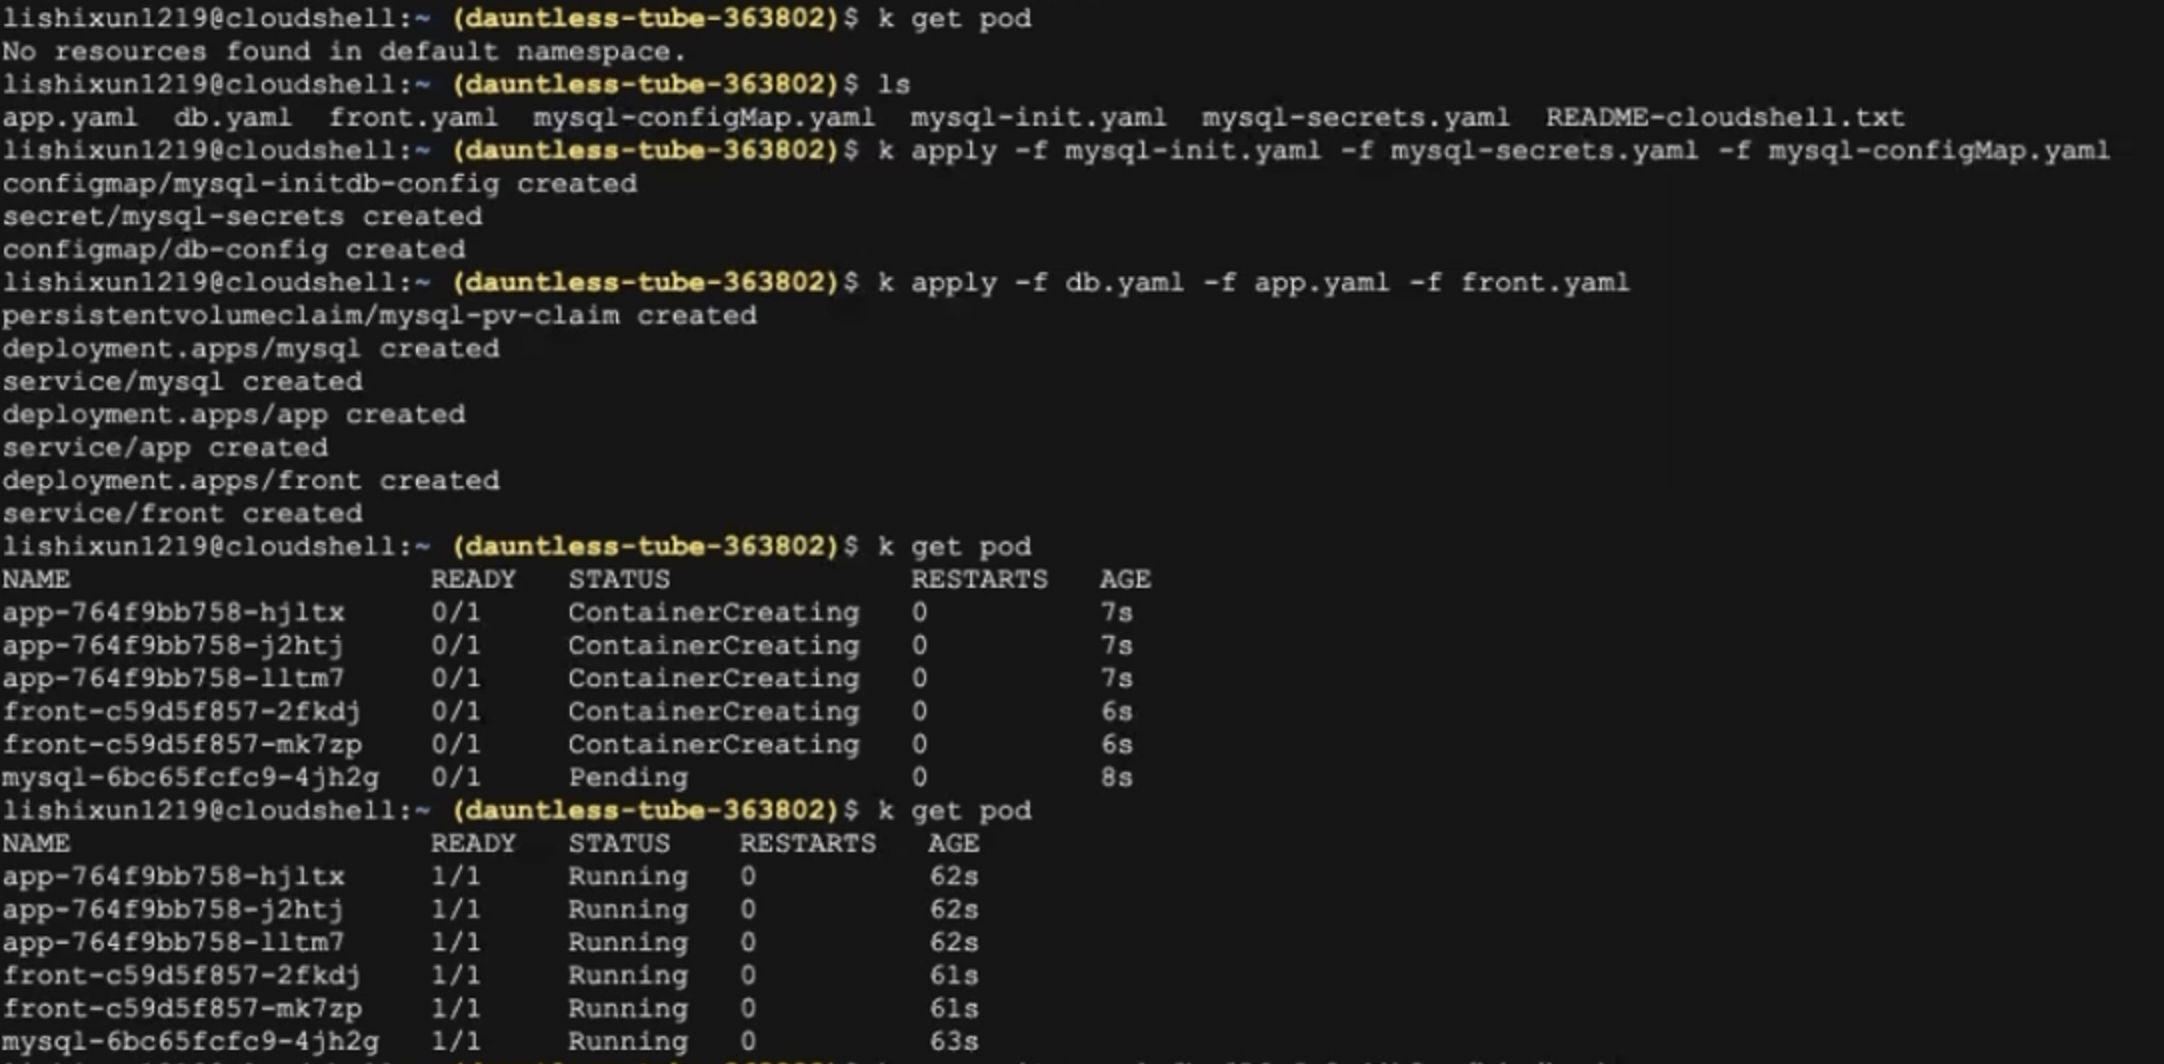 lishixun1219@cloudshell:~ (dauntless-tube-363802)$ k get pod
No resources found in default namespace.
lishixun1219@cloudshell:~ (dauntless-tube-363802)$ ls
app.yaml  db.yaml  front.yaml  mysql-configMap.yaml  mysql-init.yaml  mysql-secrets.yaml  README-cloudshell.txt
lishixun1219@cloudshell:~ (dauntless-tube-363802)$ k apply -f mysql-init.yaml -f mysql-secrets.yaml -f mysql-configMap.yaml
configmap/mysql-initdb-config created
secret/mysql-secrets created
configmap/db-config created
lishixun1219@cloudshell:~ (dauntless-tube-363802)$ k apply -f db.yaml -f app.yaml -f front.yaml
persistentvolumeclaim/mysql-pv-claim created
deployment.apps/mysql created
service/mysql created
deployment.apps/app created
service/app created
deployment.apps/front created
service/front created
lishixun1219@cloudshell:~ (dauntless-tube-363802)$ k get pod
NAME                     READY   STATUS              RESTARTS   AGE
app-764f9bb758-hjltx     0/1     ContainerCreating   0          7s
app-764f9bb758-j2htj     0/1     ContainerCreating   0          7s
app-764f9bb758-lltm7     0/1     ContainerCreating   0          7s
front-c59d5f857-2fkdj    0/1     ContainerCreating   0          6s
front-c59d5f857-mk7zp    0/1     ContainerCreating   0          6s
mysql-6bc65fcfc9-4jh2g   0/1     Pending             0          8s
lishixun1219@cloudshell:~ (dauntless-tube-363802)$ k get pod
NAME                     READY   STATUS    RESTARTS   AGE
app-764f9bb758-hjltx     1/1     Running   0          62s
app-764f9bb758-j2htj     1/1     Running   0          62s
app-764f9bb758-lltm7     1/1     Running   0          62s
front-c59d5f857-2fkdj    1/1     Running   0          61s
front-c59d5f857-mk7zp    1/1     Running   0          61s
mysql-6bc65fcfc9-4jh2g   1/1     Running   0          63s